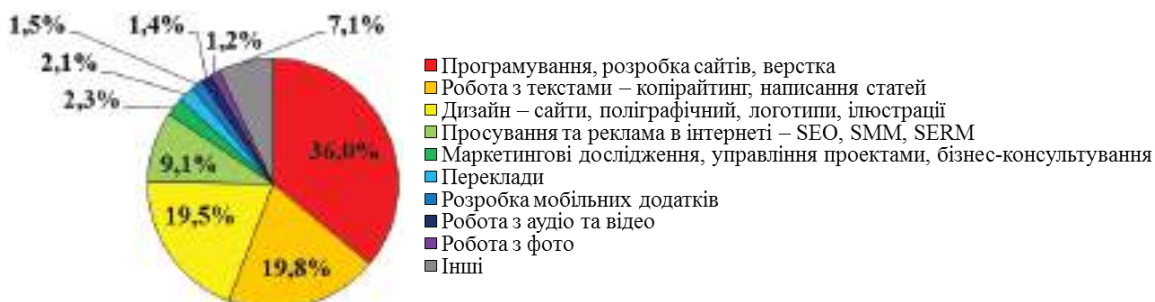 1,5%
1,4%
1,2%
7,1%
2,1%
2,3%
9,1%
19,5%
19,8%
36,0%
Програмування, розробка сайтів, верстка
Робота з текстами – копірайтинг, написання статей
Дизайн – сайти, поліграфічний, логотипи, ілюстрації
Просування та реклама в інтернеті – SEO, SMM, SERM
Маркетингові дослідження, управління проектами, бізнес-консультування
Переклади
Розробка мобільних додатків
Робота з аудіо та відео
Робота з фото
Інші